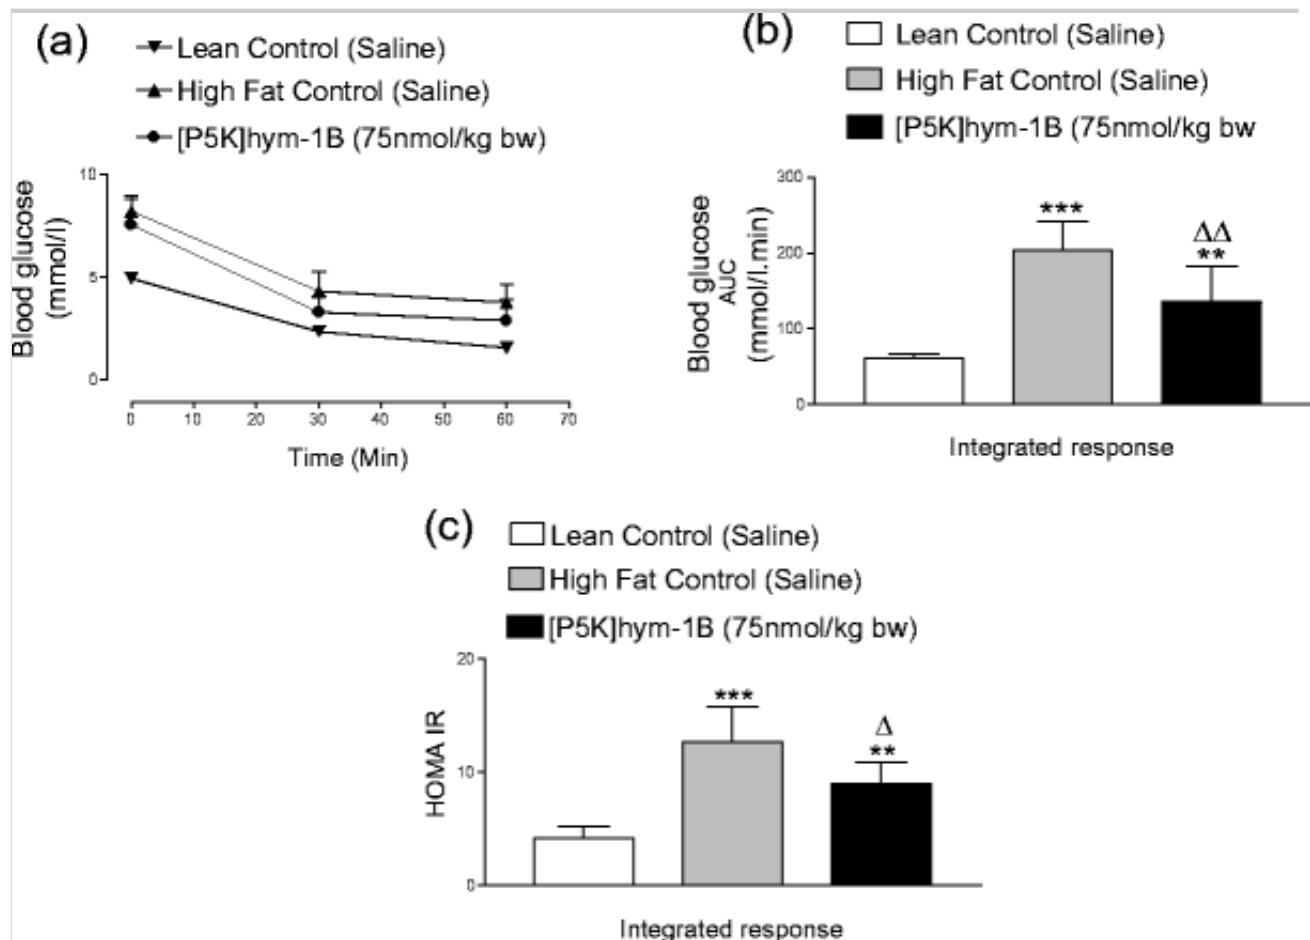 (a)
Lean Control (Saline)
High Fat Control (Saline)
[P5K]hym-1B (75nmol/kg bw)
Blood glucose
(mmol/l)
10
5
0
0 10 20 30 40 50 60 70
Time (Min)
(b)
Lean Control (Saline)
High Fat Control (Saline)
[P5K]hym-1B (75nmol/kg bw
Blood glucose
AUC
(mmol/l.min)
300
200
100
0
***
ΔΔ
**
Integrated response
(c)
Lean Control (Saline)
High Fat Control (Saline)
[P5K]hym-1B (75nmol/kg bw)
HOMA IR
20
10
0
***
Δ
**
Integrated response